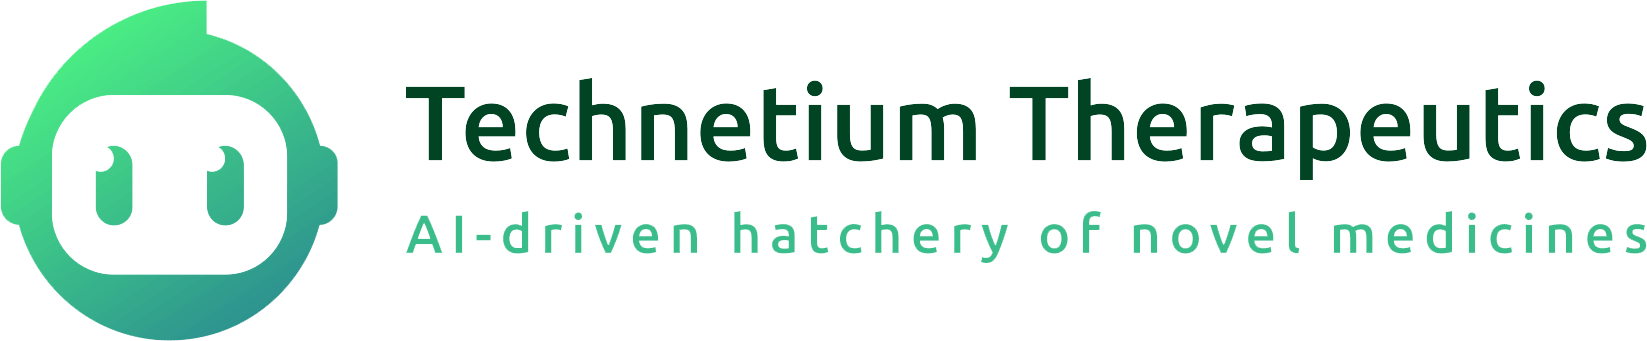 Technetium Therapeutics
AI-driven hatchery of novel medicines